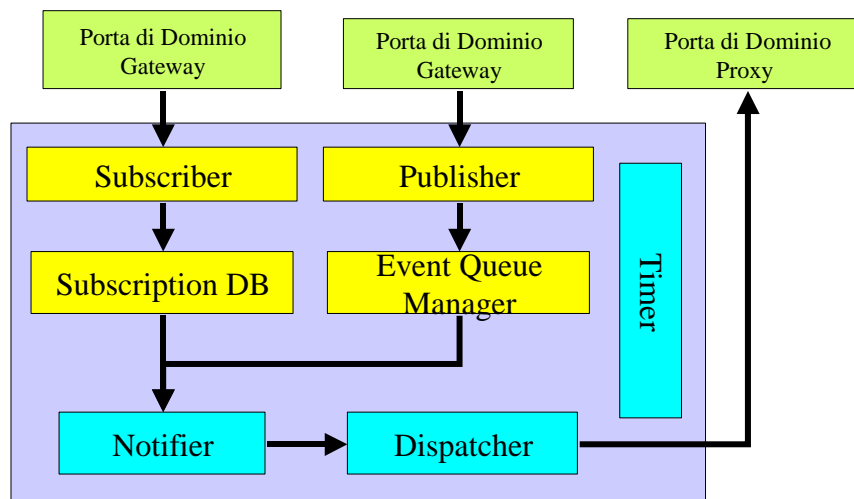 Porta di Dominio
Gateway
Porta di Dominio
Gateway
Porta di Dominio
Proxy
Subscriber
Publisher
Subscription DB
Event Queue
Manager
Timer
Notifier
Dispatcher